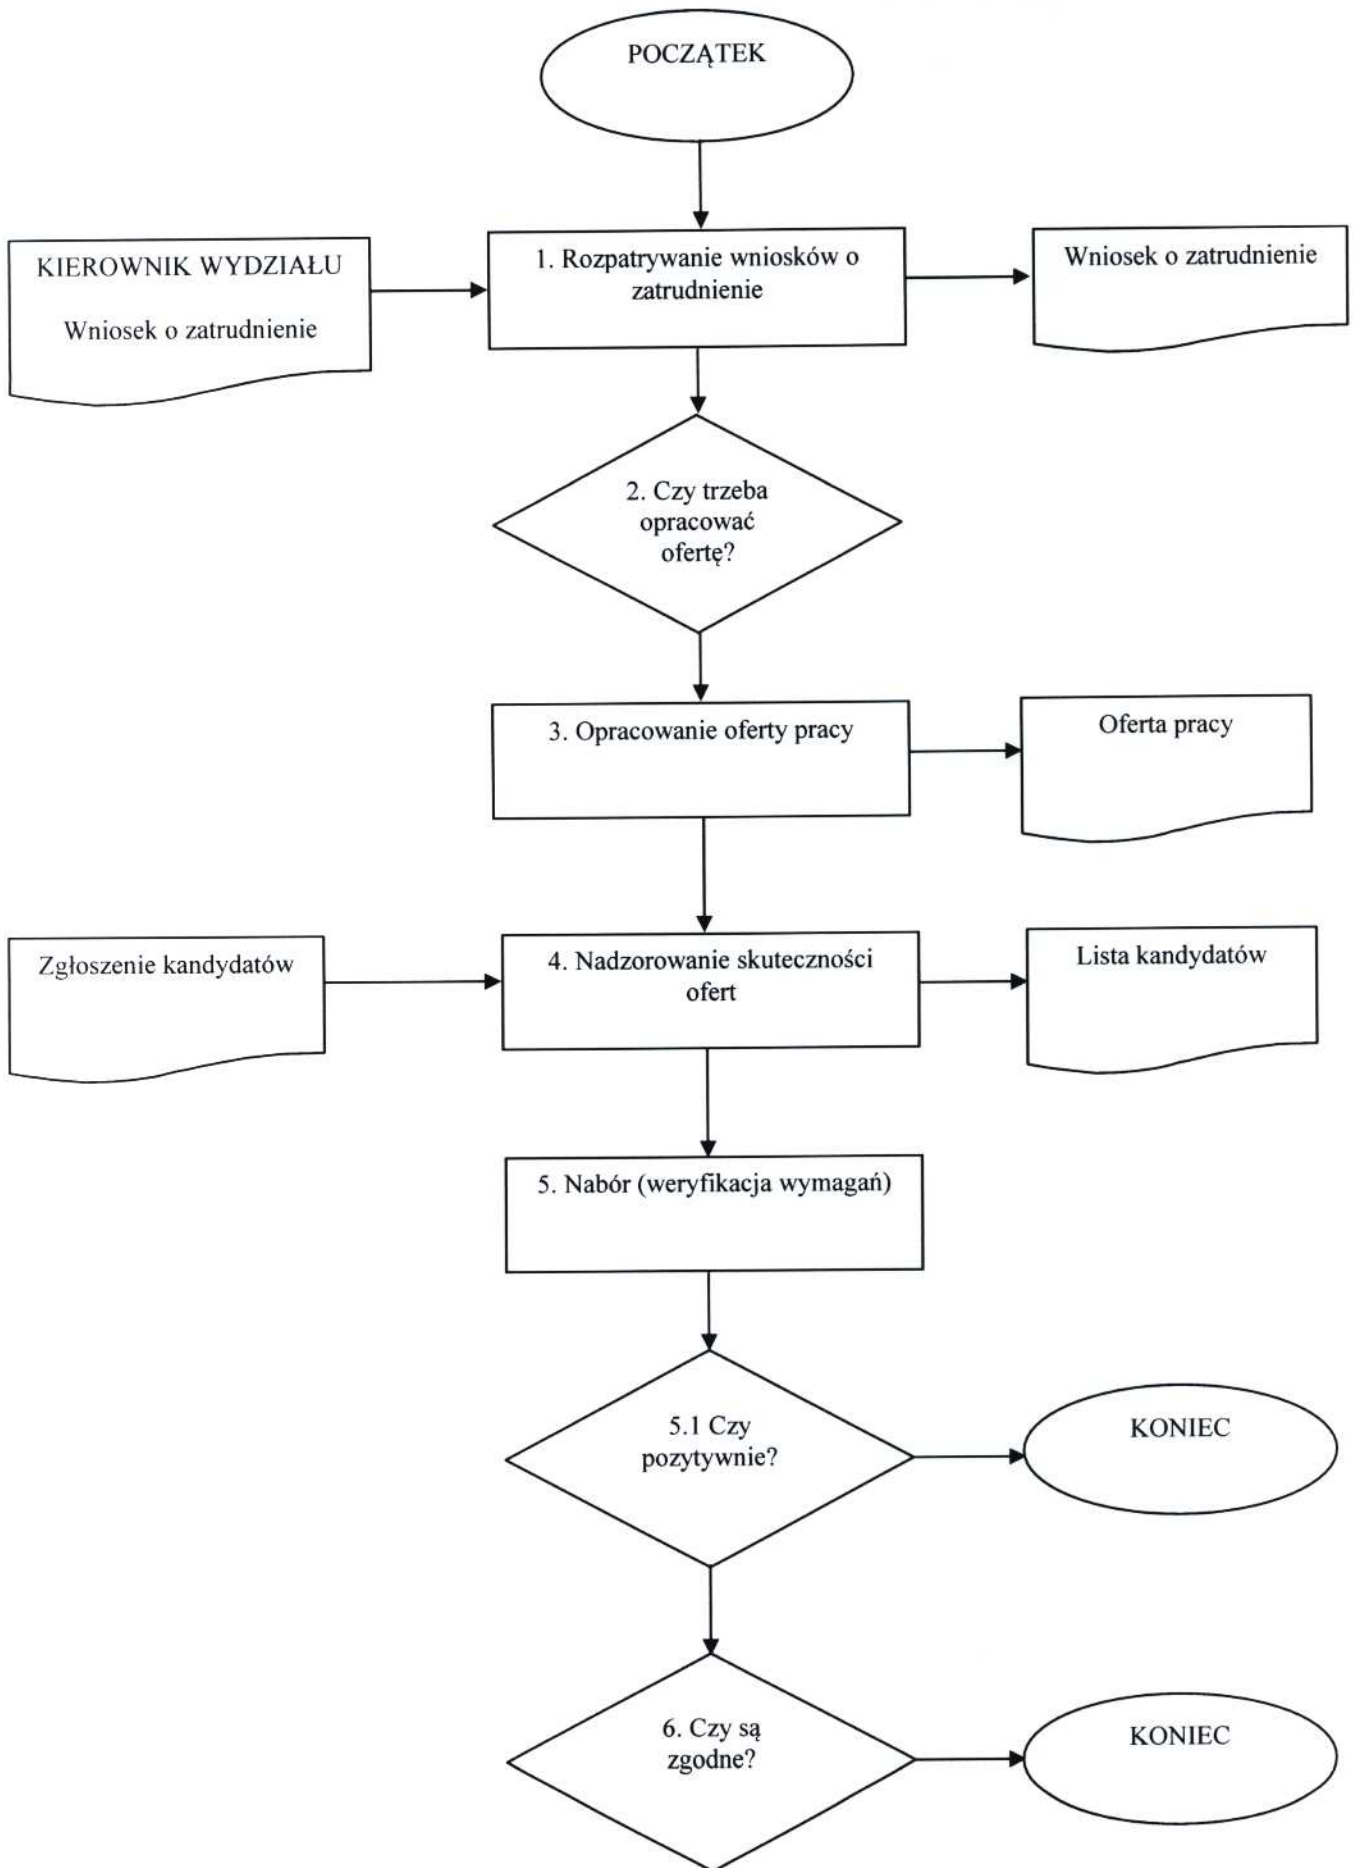 POCZĄTEK
KIEROWNIK WYDZIAŁU
Wniosek o zatrudnienie
1. Rozpatrywanie wniosków o
zatrudnienie
Wniosek o zatrudnienie
2. Czy trzeba
opracować
ofertę?
3. Opracowanie oferty pracy
Oferta pracy
Zgłoszenie kandydatów
4. Nadzorowanie skuteczności
ofert
Lista kandydatów
5. Nabór (weryfikacja wymagań)
5.1 Czy
pozytywnie?
KONIEC
6. Czy są
zgodne?
KONIEC